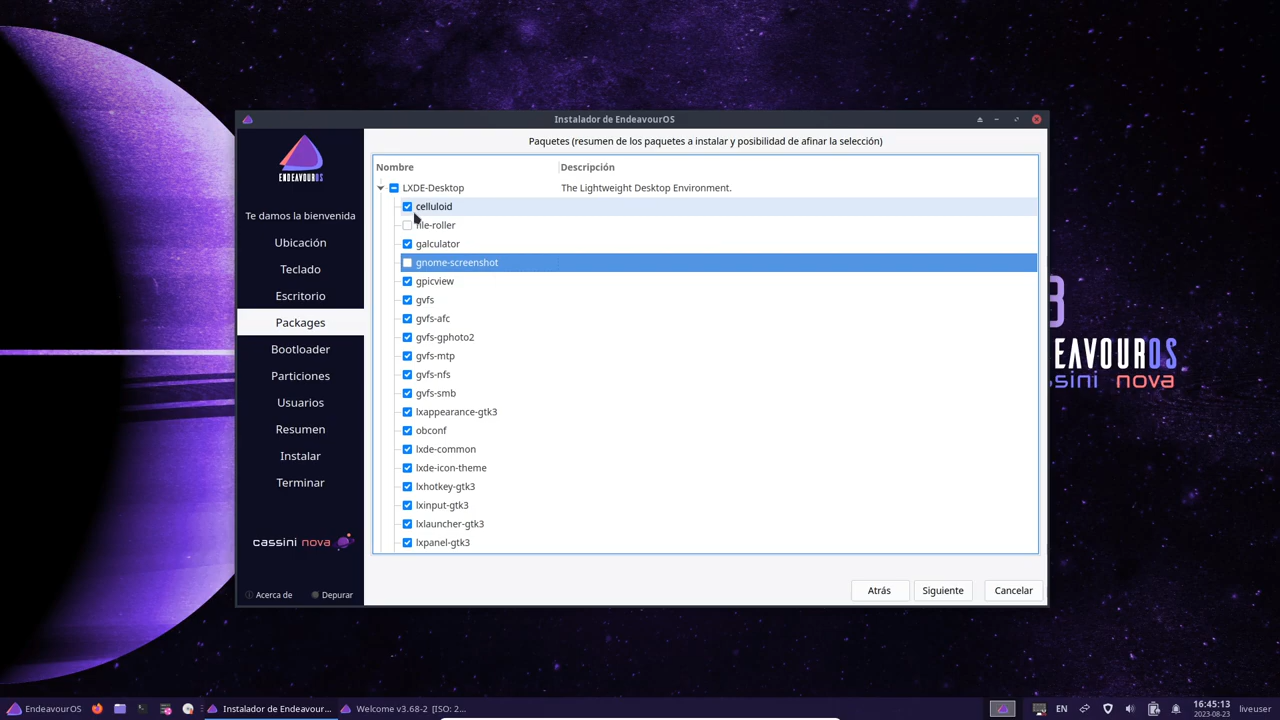 Instalador de EndeavourOS
ENDEAVOUROS
Te damos la bienvenida
Ubicación
Teclado
Escritorio
Packages
Bootloader
Particiones
Usuarios
Resumen
Instalar
Terminar
cassini nova
Acerca de
Depurar
Paquetes (resumen de los paquetes a instalar y posibilidad de afinar la selección)
Nombre
Descripción
LXDE-Desktop
The Lightweight Desktop Environment.
celluloid
file-roller
galculator
gnome-screenshot
gpicview
gvfs
gvfs-afc
gvfs-gphoto2
gvfs-mtp
gvfs-nfs
gvfs-smb
lxappearance-gtk3
obconf
lxde-common
lxde-icon-theme
lxhotkey-gtk3
lxinput-gtk3
lxlauncher-gtk3
lxpanel-gtk3
Atrás
Siguiente
Cancelar
3
EAVOUROS
sini nova
EndeavourOS
Instalador de Endeavour...
Welcome v3.68-2 [ISO: 2...
EN
16:45:13
2023-08-23
liveuser